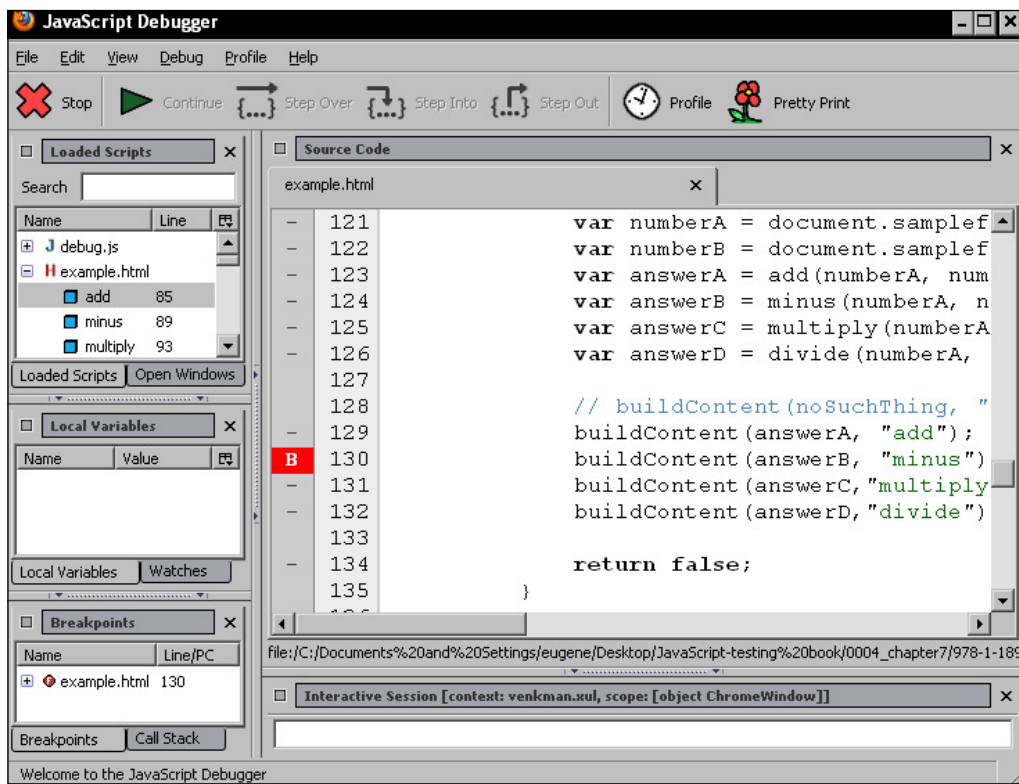 JavaScript Debugger
File Edit View Debug Profile Help
Stop Continue {...} Step Over { } Step Into { } Step Out Profile Pretty Print
Loaded Scripts
Search
Name Line
J debug.js
H example.html
add 85
minus 89
multiply 93
Loaded Scripts Open Windows
Local Variables
Name Value
Local Variables Watches
Breakpoints
Name Line/PC
example.html 130
Breakpoints Call Stack
Source Code
example.html
121 var numberA = document.samplef
122 var numberB = document.samplef
123 var answerA = add(numberA, num
124 var answerB = minus(numberA, n
125 var answerC = multiply(numberA
126 var answerD = divide(numberA,
127
128 // buildContent(noSuchThing, "
129 buildContent(answerA, "add");
B 130 buildContent(answerB, "minus")
131 buildContent(answerC,"multiply
132 buildContent(answerD,"divide")
133
134 return false;
135 }
file:/C:/Documents%20and%20Settings/eugene/Desktop/JavaScript-testing%20book/0004_chapter7/978-1-189
Interactive Session [context: venkman.xul, scope: [object ChromeWindow]]
Welcome to the JavaScript Debugger